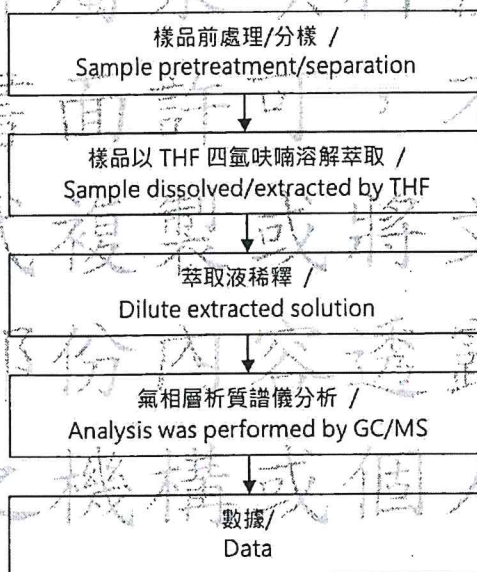 樣品前處理/分樣 /
Sample pretreatment/separation
樣品以 THF 四氫呋喃溶解萃取 /
Sample dissolved/extracted by THF
萃取液稀釋 /
Dilute extracted solution
氣相層析質譜儀分析 /
Analysis was performed by GC/MS
數據/
Data